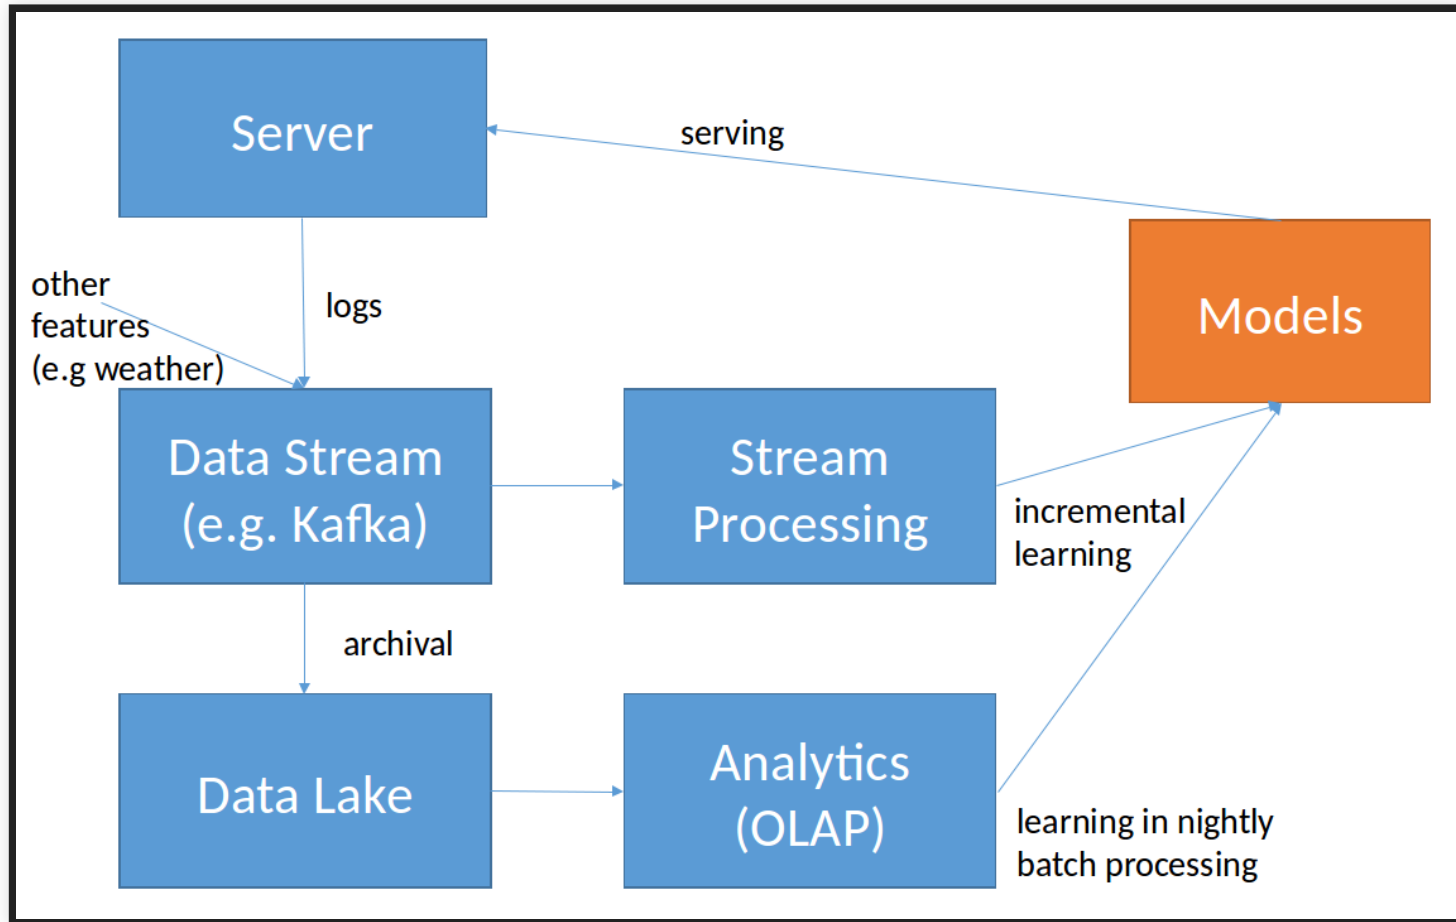 Server
serving
other
features
(e.g weather)
logs
Models
Data Stream
(e.g. Kafka)
Stream
Processing
incremental
learning
archival
Data Lake
Analytics
(OLAP)
learning in nightly
batch processing